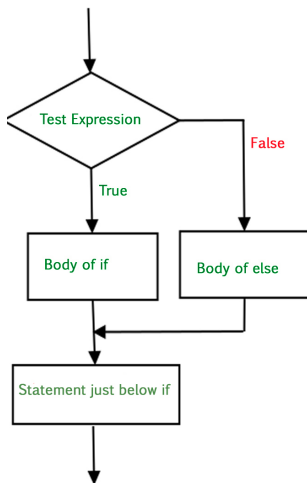 Test Expression
False
True
Body of if
Body of else
Statement just below if